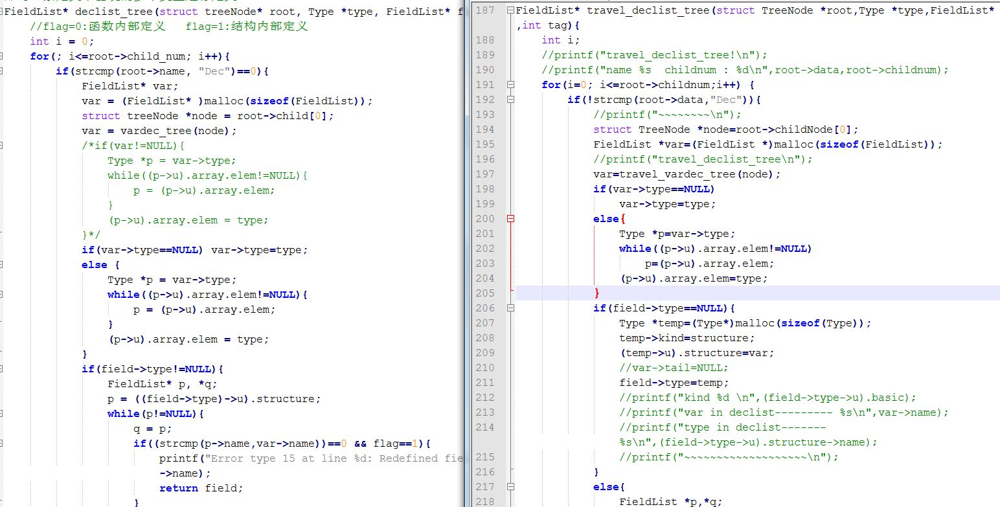 FieldList* declist_tree(struct treeNode* root, Type *type, FieldList* f
//flag=0:函数内部定义   flag=1:结构内部定义
int i = 0;
for(; i<=root->child_num; i++){
if(strcmp(root->name, "Dec")==0){
FieldList* var;
var = (FieldList* )malloc(sizeof(FieldList));
struct treeNode *node = root->child[0];
var = vardec_tree(node);
/*if(var!=NULL){
Type *p = var->type;
while((p->u).array.elem!=NULL){
p = (p->u).array.elem;
}
(p->u).array.elem = type;
}*/
if(var->type==NULL) var->type=type;
else {
Type *p = var->type;
while((p->u).array.elem!=NULL){
p = (p->u).array.elem;
}
(p->u).array.elem = type;
}
if(field->type!=NULL){
FieldList* p, *q;
p = ((field->type)->u).structure;
while(p!=NULL){
q = p;
if((strcmp(p->name,var->name))==0 && flag==1){
printf("Error type 15 at line %d: Redefined fie
->name);
return field;
}
187 FieldList* travel_declist_tree(struct TreeNode *root,Type *type,FieldList*
,int tag){
188 int i;
189 //printf("travel_declist_tree!\n");
190 //printf("name %s  childnum : %d\n",root->data,root->childnum);
191 for(i=0; i<=root->childnum;i++) {
192 if(!strcmp(root->data,"Dec")){
193 //printf("~~~~~~~~\n");
194 struct TreeNode *node=root->childNode[0];
195 FieldList *var=(FieldList *)malloc(sizeof(FieldList));
196 //printf("travel_declist_tree\n");
197 var=travel_vardec_tree(node);
198 if(var->type==NULL)
199 var->type=type;
200 else{
201 Type *p=var->type;
202 while((p->u).array.elem!=NULL)
203 p=(p->u).array.elem;
204 (p->u).array.elem=type;
205 }
206 if(field->type==NULL){
207 Type *temp=(Type*)malloc(sizeof(Type));
208 temp->kind=structure;
209 (temp->u).structure=var;
210 //var->tail=NULL;
211 field->type=temp;
212 //printf("kind %d \n",(field->type->u).basic);
213 //printf("var in declist--------- %s\n",var->name);
214 //printf("type in declist-------
%s\n",(field->type->u).structure->name);
215 //printf("~~~~~~~~~~~~~~~~~~~\n");
216 }
217 else{
218 FieldList *p,*q;